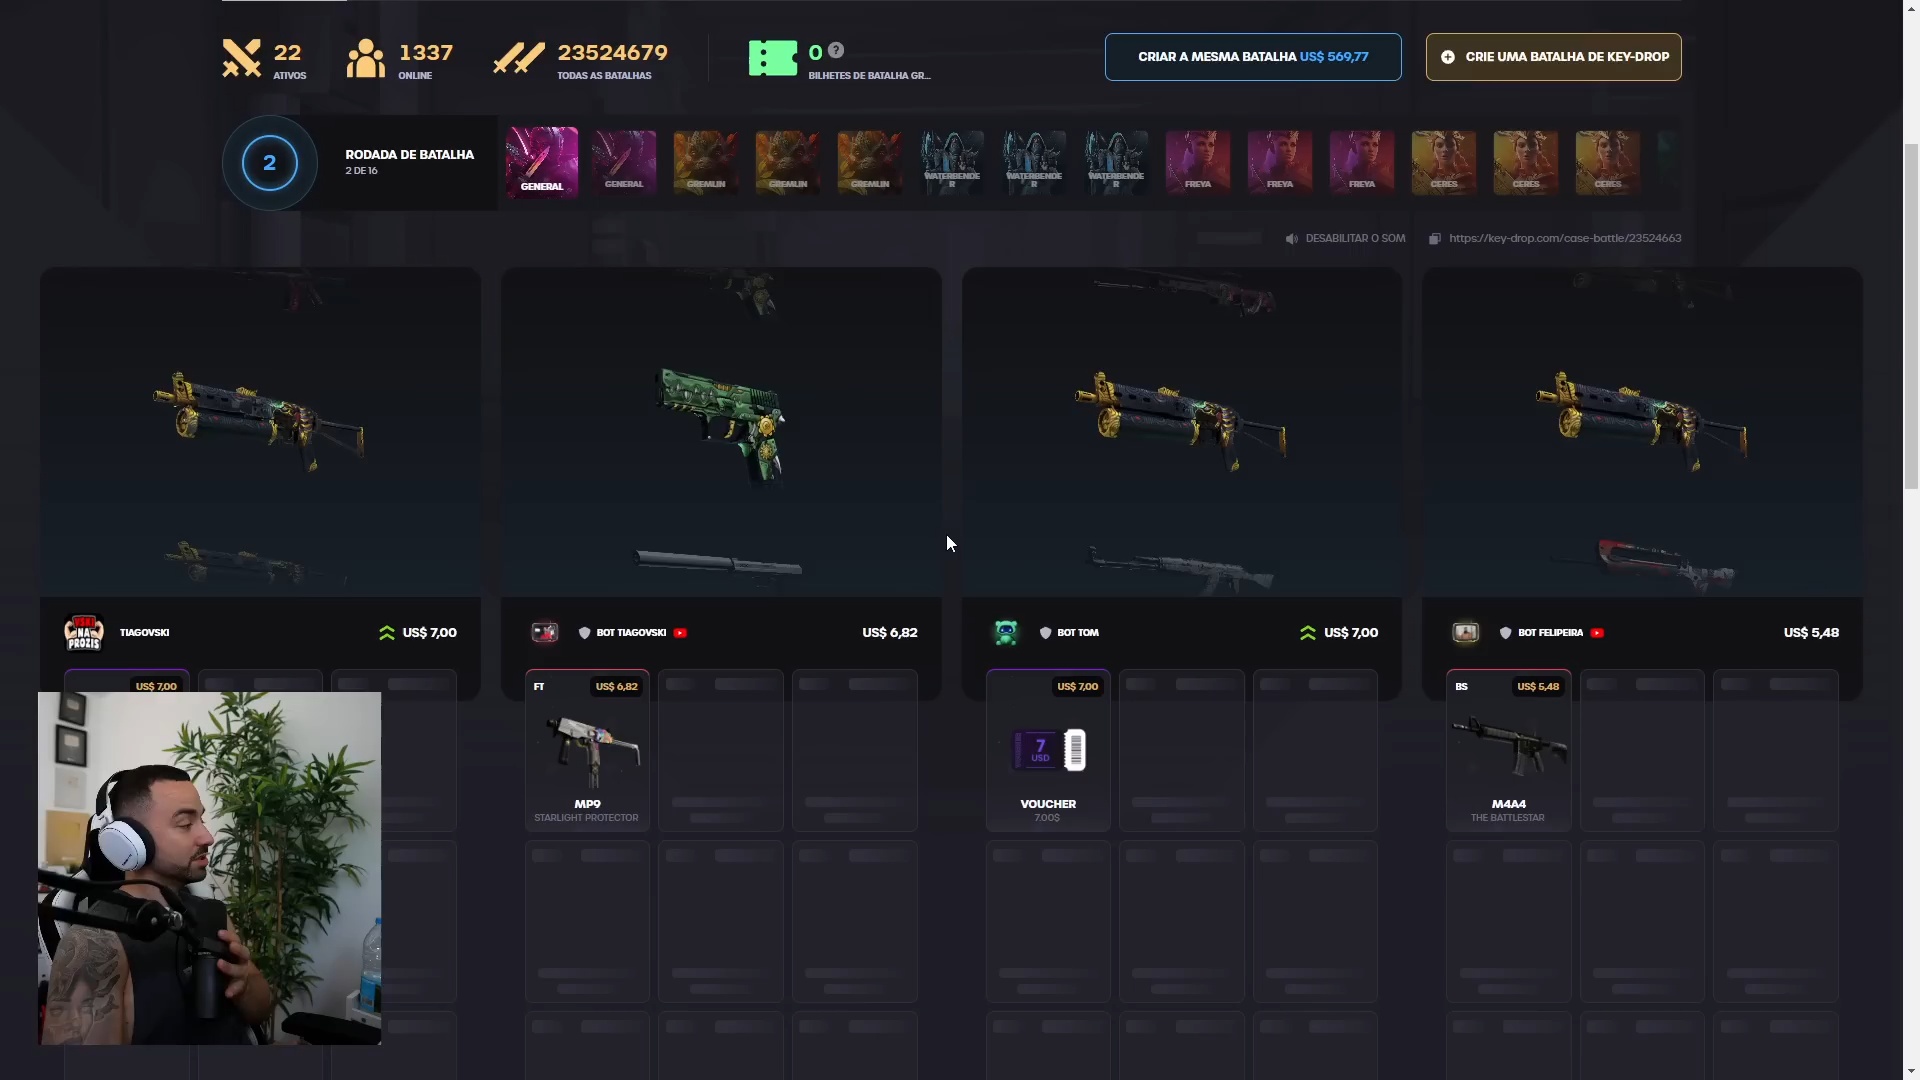 22
ATIVOS
1337
ONLINE
23524679
TODAS AS BATALHAS
0
?
BILHETES DE BATALHA GR...
CRIAR A MESMA BATALHA US$ 569,77
CRIE UMA BATALHA DE KEY-DROP
2
RODADA DE BATALHA
2 DE 16
GENERAL
GENERAL
GREMLIN
GREMLIN
GREMLIN
WATERBENDE
R
WATERBENDE
R
WATERBENDE
R
FREYA
FREYA
FREYA
CERES
CERES
CERES
DESABILITAR O SOM
https://key-drop.com/case-battle/23524663
TIAGOVSKI
US$ 7,00
BOT TIAGOVSKI
US$ 6,82
BOT TOM
US$ 7,00
BOT FELIPEIRA
US$ 5,48
US$ 7,00
FT
US$ 6,82
MP9
STARLIGHT PROTECTOR
US$ 7,00
7
USD
VOUCHER
7.00$
BS
US$ 5,48
M4A4
THE BATTLESTAR